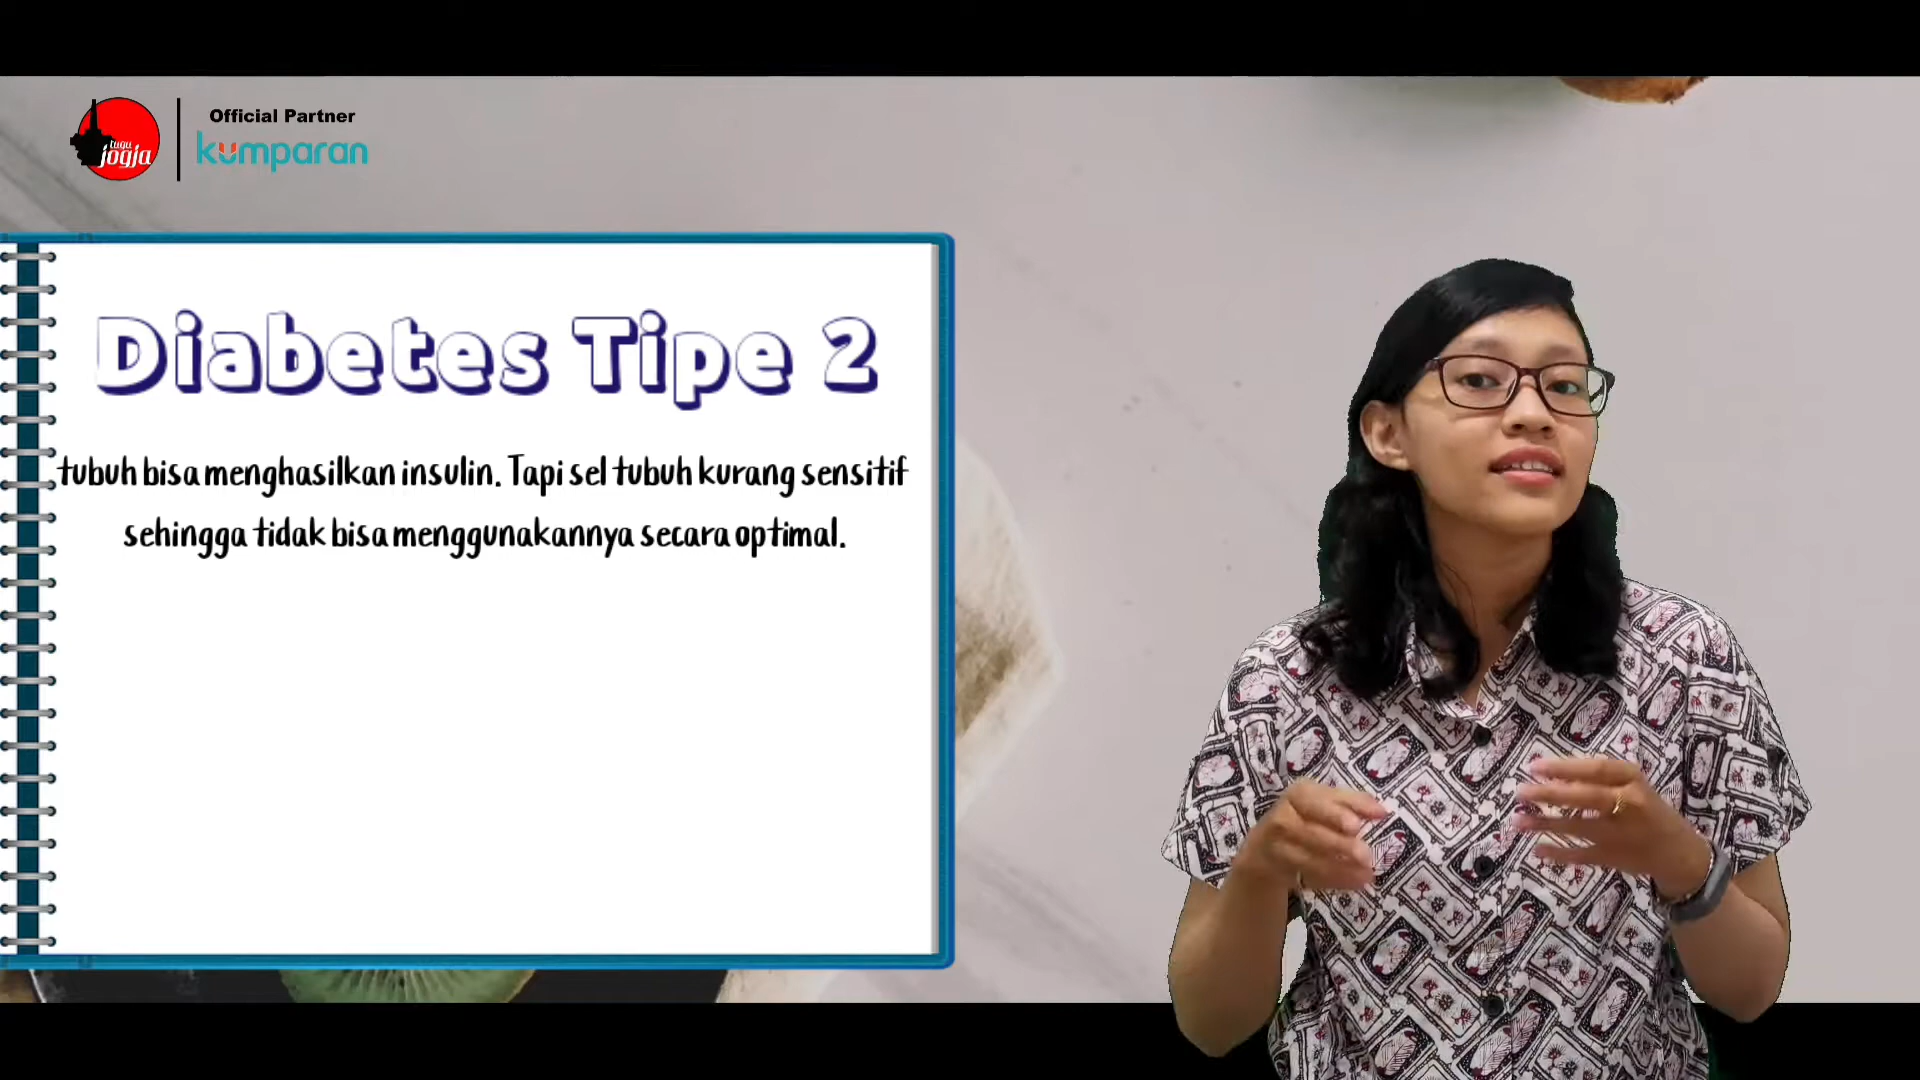 Official Partner
tugu
jogja
kumparan
Diabetes Tipe 2
tubuh bisa menghasilkan insulin. Tapi sel tubuh kurang sensitif
sehingga tidak bisa menggunakannya secara optimal.